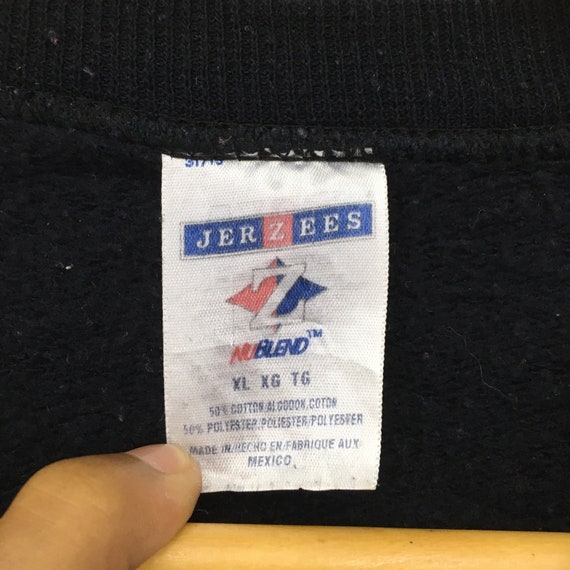 JERZEES
Z
NUBLEND™
XL XG TG
50% COTTON/ALGODON,COTON
50% POLYESTER/POLIESTER/POLYESTER
MADE IN/HECHO EN/FABRIQUE AUX
MEXICO